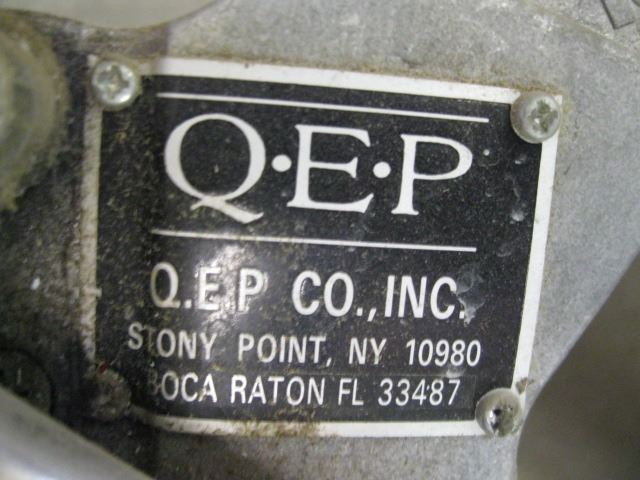 Q·E·P
Q.E.P CO., INC.
STONY POINT, NY 10980
BOCA RATON FL 33487